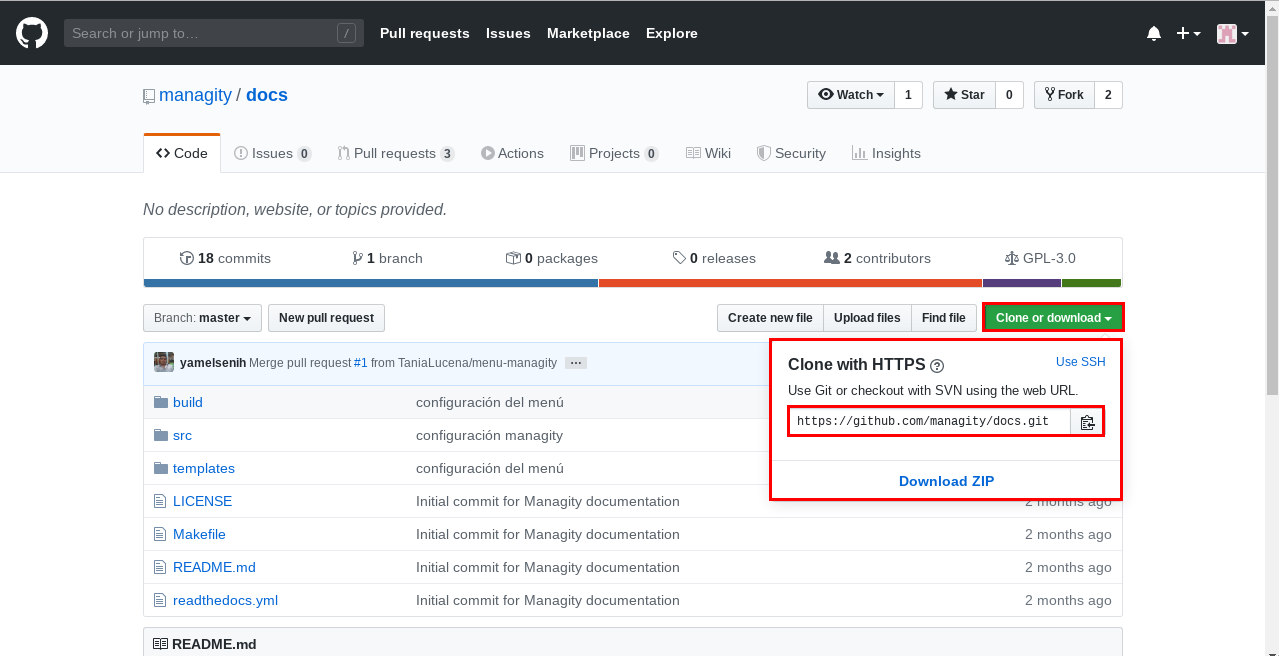 Search or jump to… / Pull requests Issues Marketplace Explore
managity / docs Watch 1 Star 0 Fork 2
Code Issues 0 Pull requests 3 Actions Projects 0 Wiki Security Insights
No description, website, or topics provided.
18 commits 1 branch 0 packages 0 releases 2 contributors GPL-3.0
Branch: master New pull request Create new file Upload files Find file Clone or download
yamelsenih Merge pull request #1 from TaniaLucena/menu-managity …
Clone with HTTPS ? Use SSH
Use Git or checkout with SVN using the web URL.
https://github.com/managity/docs.git
Download ZIP
build configuración del menú
src configuración managity
templates configuración del menú
LICENSE Initial commit for Managity documentation 2 months ago
Makefile Initial commit for Managity documentation 2 months ago
README.md Initial commit for Managity documentation 2 months ago
readthedocs.yml Initial commit for Managity documentation 2 months ago
README.md